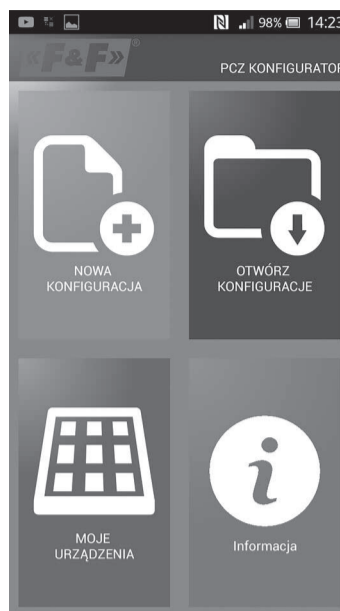 98% 14:23
«F&F»®
PCZ KONFIGURATOR
NOWA
KONFIGURACJA
OTWÓRZ
KONFIGURACJE
MOJE
URZĄDZENIA
Informacja